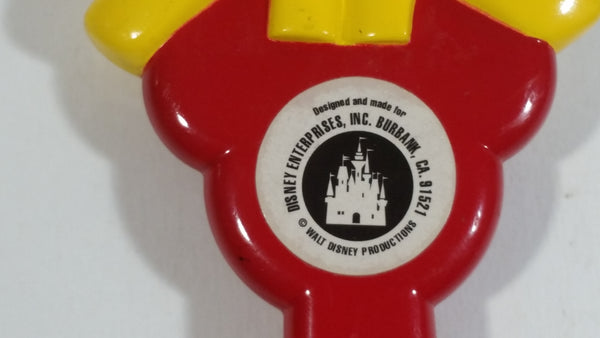 Designed and made for
DISNEY ENTERPRISES, INC. BURBANK, CA. 91521
© WALT DISNEY PRODUCTIONS